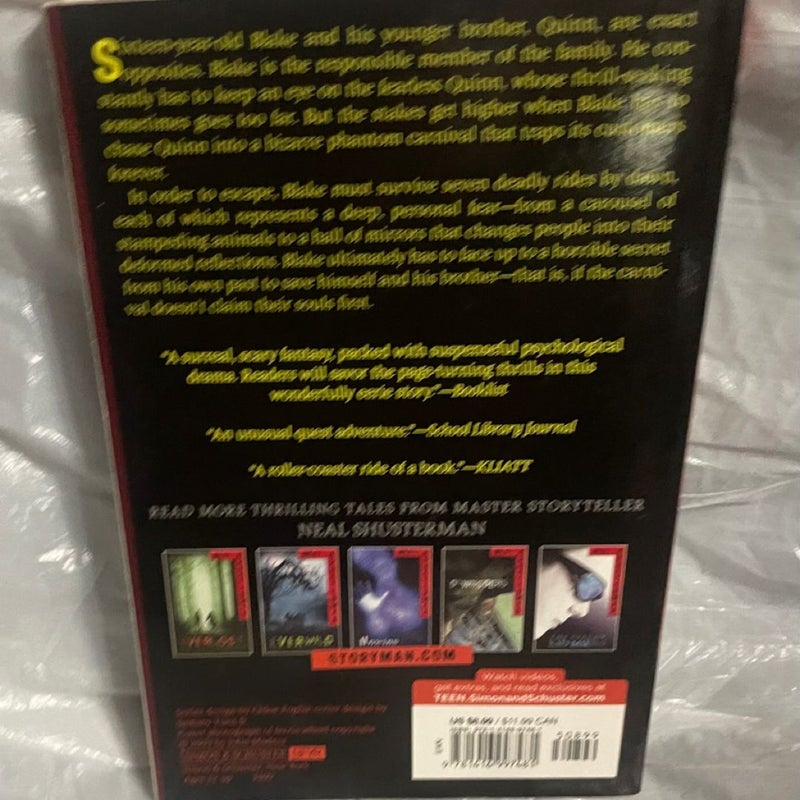 Sixteen-year-old Blake and his younger brother, Quinn, are exact
opposites. Blake is the responsible member of the family. He con-
stantly has to keep an eye on the fearless Quinn, whose thrill-seeking
sometimes goes too far. But the stakes get higher when Blake has to
chase Quinn into a bizarre phantom carnival that traps its customers
forever.
In order to escape, Blake must survive seven deadly rides by dawn,
each of which represents a deep, personal fear—from a carousel of
stampeding animals to a hall of mirrors that changes people into their
deformed reflections. Blake ultimately has to face up to a horrible secret
from his own past to save himself and his brother—that is, if the carni-
val doesn't claim their souls first.
"A surreal, scary fantasy, packed with suspenseful psychological
drama. Readers will savor the page-turning thrills in this
wonderfully eerie story."—Booklist
"An unusual quest adventure."—School Library Journal
"A roller-coaster ride of a book."—KLIATT
READ MORE THRILLING TALES FROM MASTER STORYTELLER
NEAL SHUSTERMAN
STORYMAN.COM
Watch videos,
get extras, and read exclusives at
TEEN.SimonandSchuster.com
US $8.99 / $11.99 CAN
50899